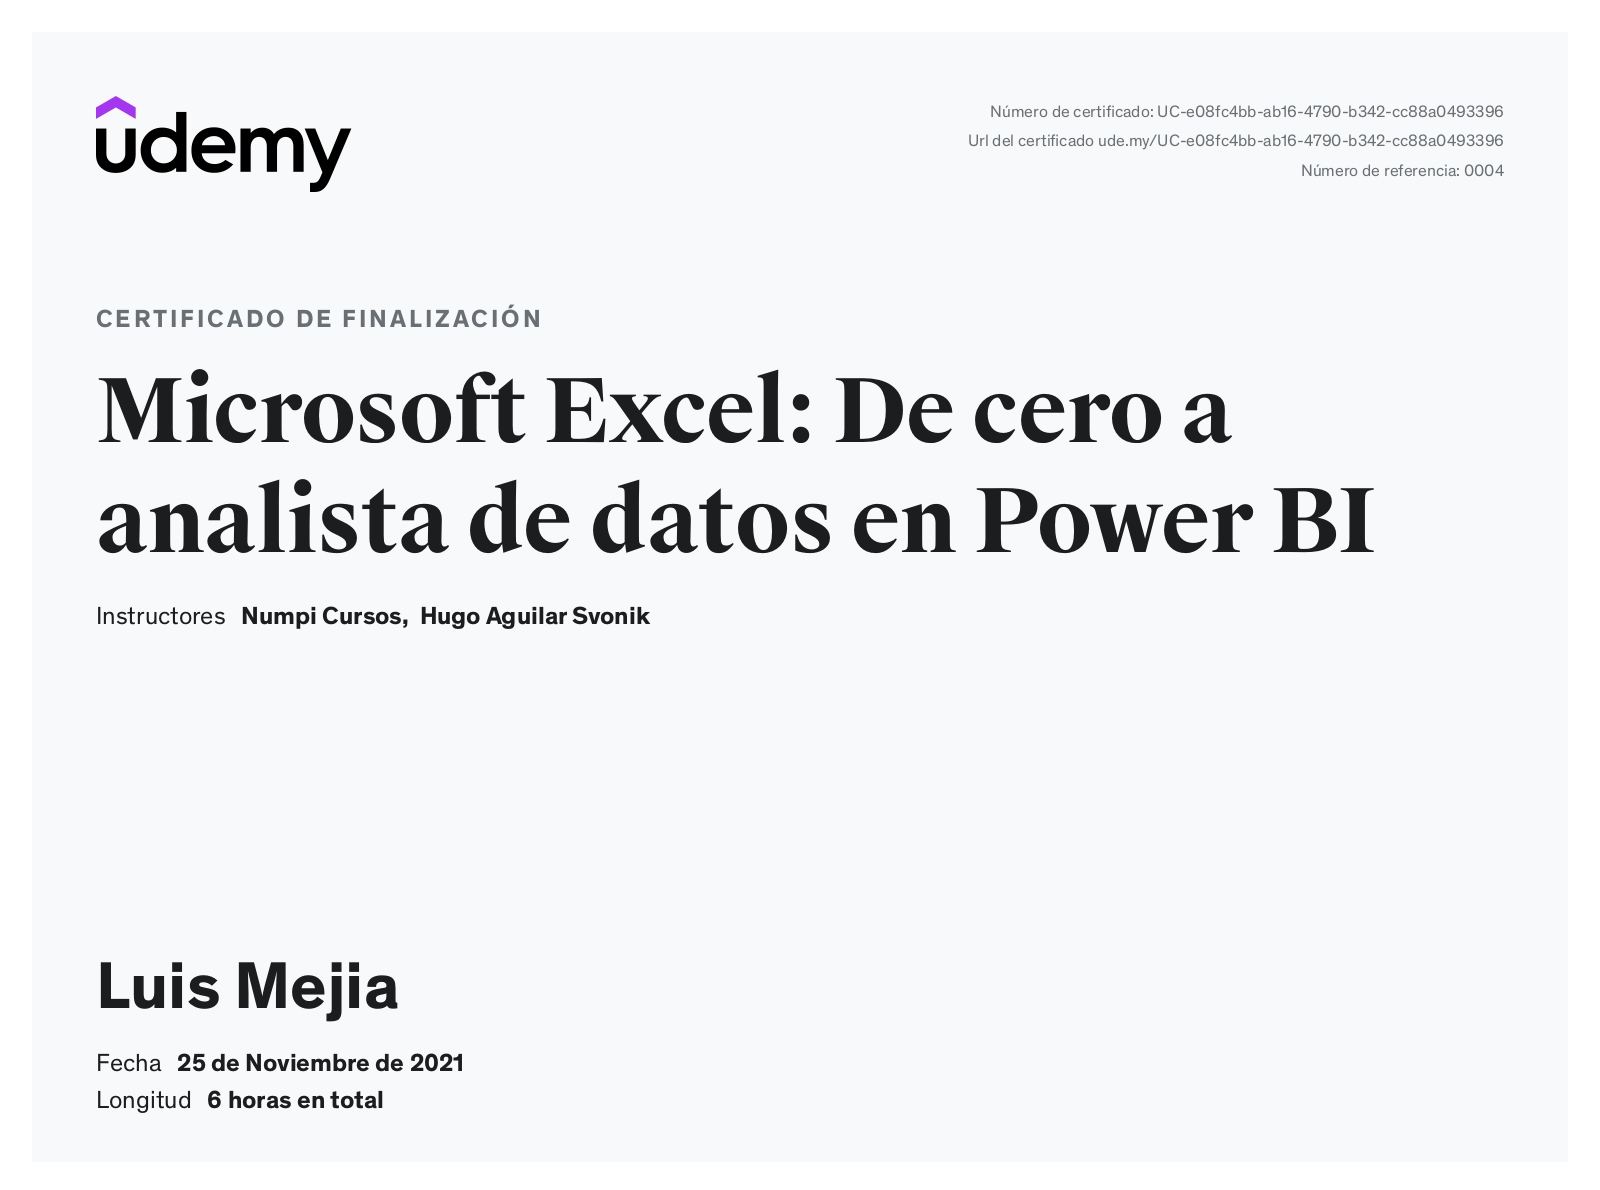 udemy
Número de certificado: UC-e08fc4bb-ab16-4790-b342-cc88a0493396
Url del certificado ude.my/UC-e08fc4bb-ab16-4790-b342-cc88a0493396
Número de referencia: 0004
CERTIFICADO DE FINALIZACIÓN
Microsoft Excel: De cero a
analista de datos en Power BI
Instructores Numpi Cursos, Hugo Aguilar Svonik
Luis Mejia
Fecha 25 de Noviembre de 2021
Longitud 6 horas en total